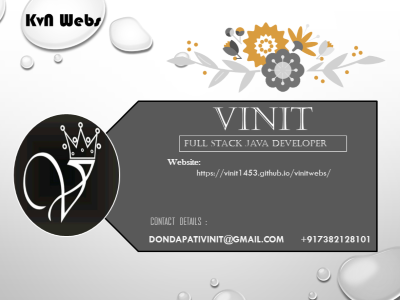 KvN Webs
VINIT
FULL STACK JAVA DEVELOPER
Website:
https://vinit1453.github.io/vinitwebs/
CONTACT DETAILS :
DONDAPATIVINIT@GMAIL.COM +917382128101